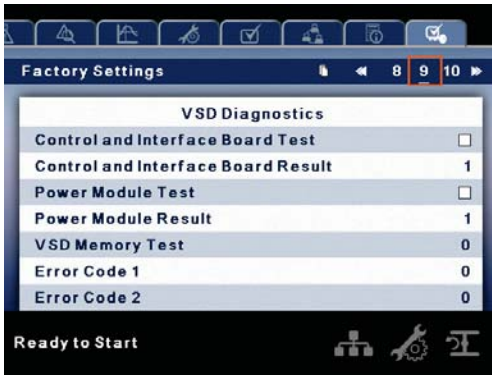 Factory Settings 8 9 10
VSD Diagnostics
Control and Interface Board Test
Control and Interface Board Result 1
Power Module Test
Power Module Result 1
VSD Memory Test 0
Error Code 1 0
Error Code 2 0
Ready to Start